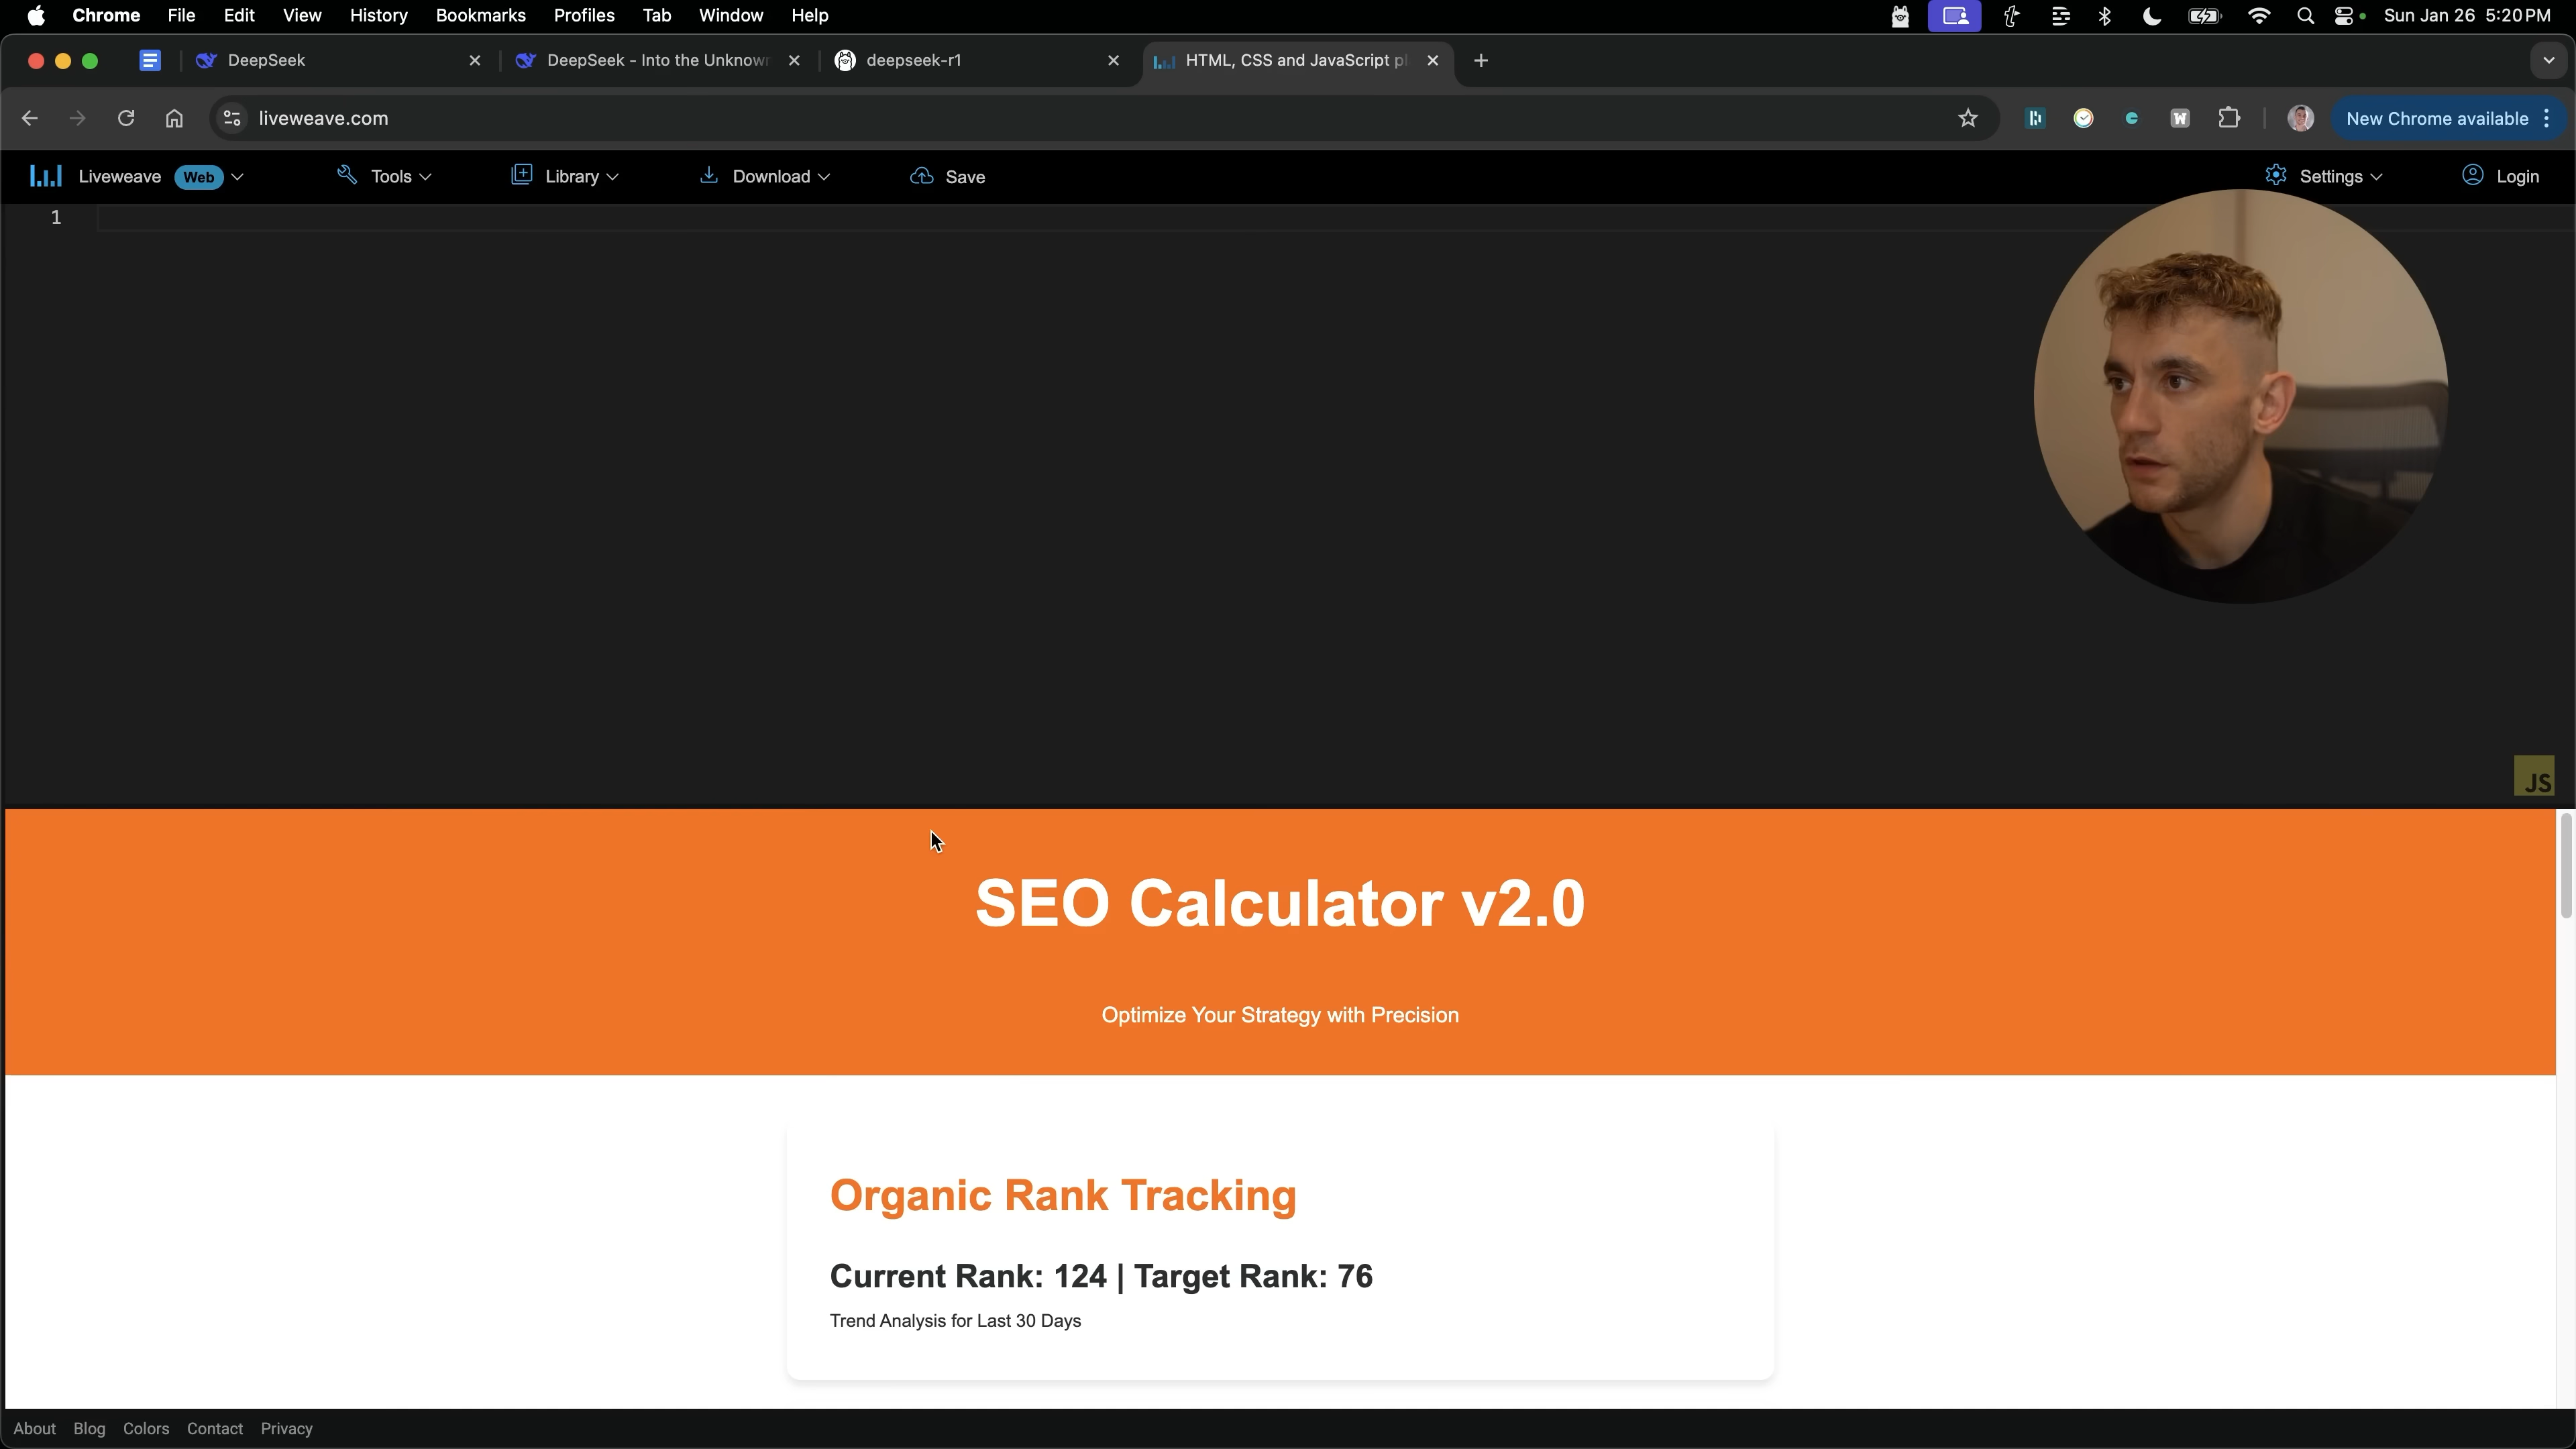 Chrome File Edit View History Bookmarks Profiles Tab Window Help Sun Jan 26 5:20 PM
DeepSeek DeepSeek - Into the Unknown deepseek-r1 HTML, CSS and JavaScript pl
liveweave.com New Chrome available
Liveweave Web Tools Library Download Save Settings Login
1
JS
SEO Calculator v2.0
Optimize Your Strategy with Precision
Organic Rank Tracking
Current Rank: 124 | Target Rank: 76
Trend Analysis for Last 30 Days
About Blog Colors Contact Privacy